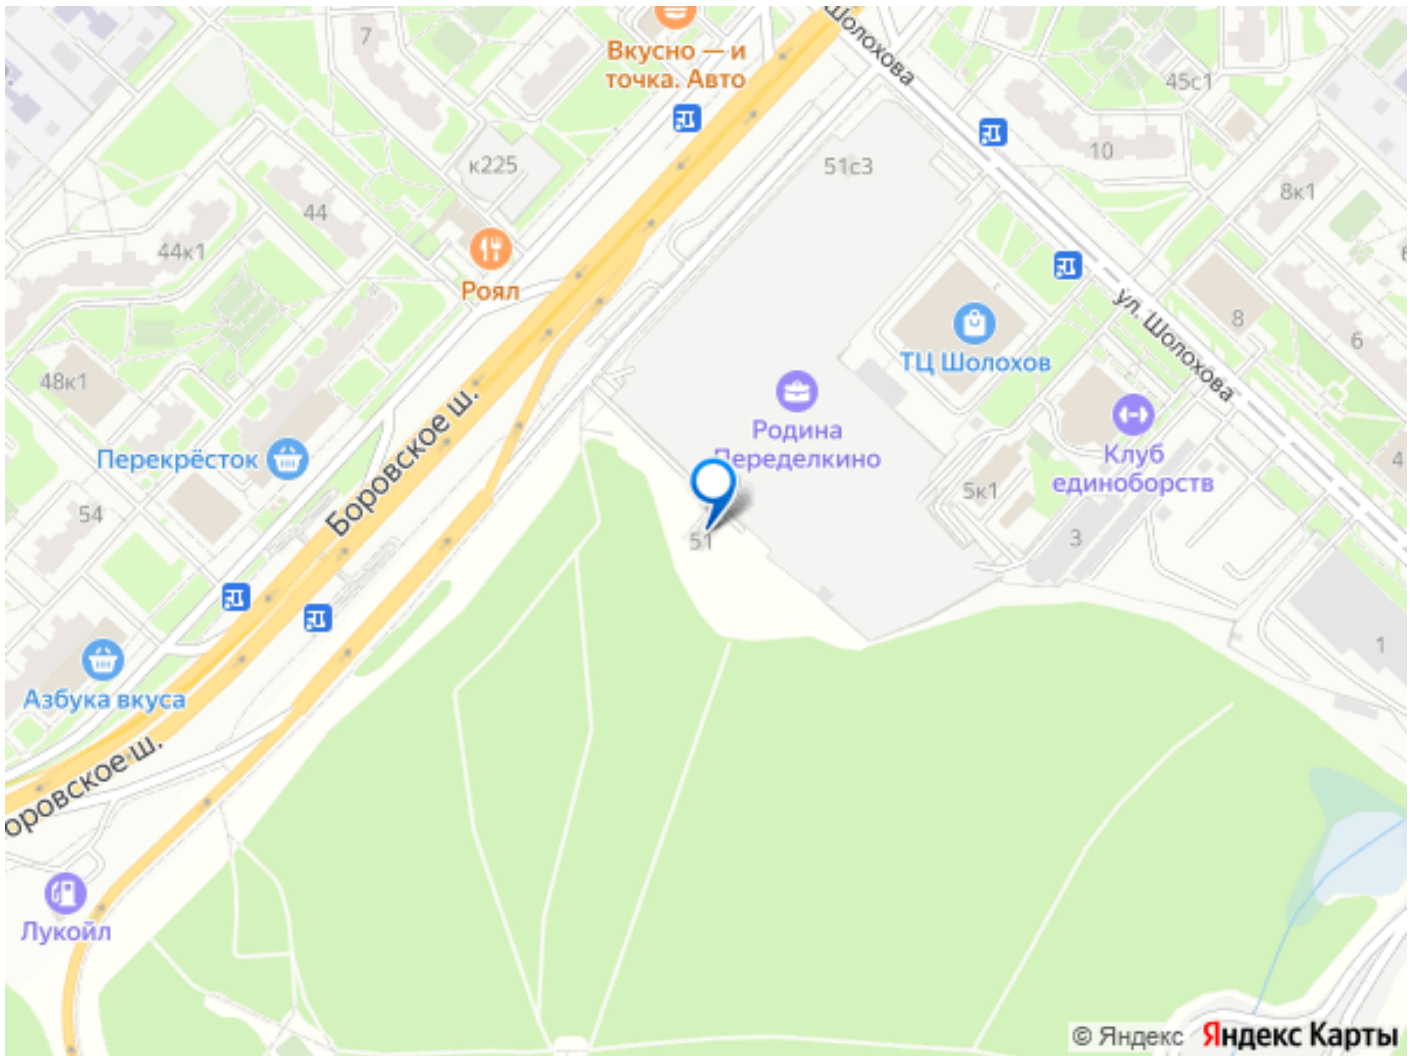 Шолохова
7
Вкусно — и
точка. Авто
45с1
10
51с3
к225
8к1
44
44к1
Роял
ул. Шолохова
8
6
ТЦ Шолохов
48к1
Боровское ш.
Родина
Переделкино
Перекрёсток
Клуб
единоборств
4
5к1
54
51
3
1
Азбука вкуса
оровское ш.
Лукойл
© Яндекс Яндекс Карты